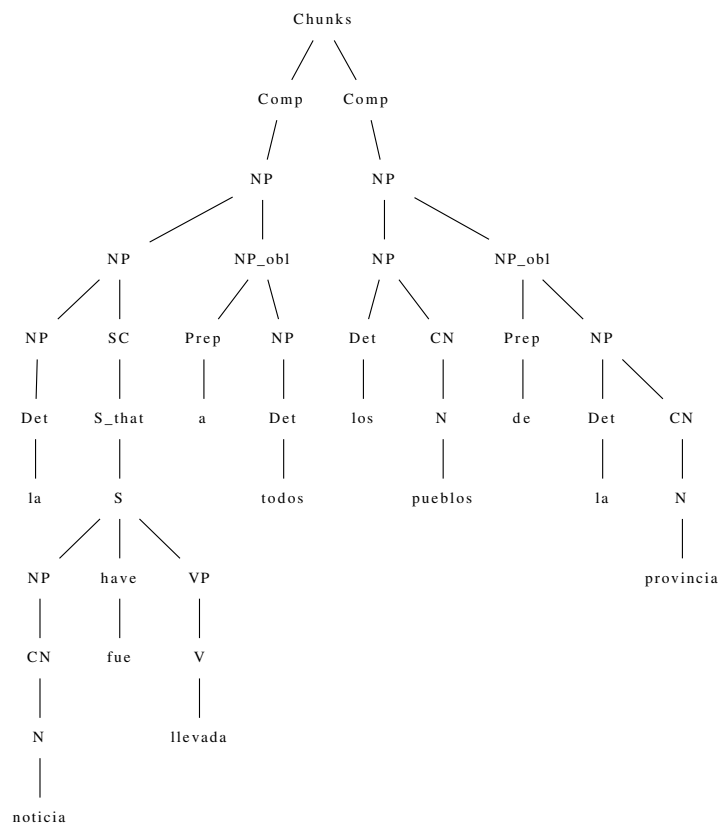 Chunks
Comp Comp
NP NP
NP NP_obl NP NP_obl
NP SC Prep NP Det CN Prep NP
Det S_that a Det los N de Det CN
la S todos pueblos la N
NP have VP provincia
CN fue V
N llevada
noticia